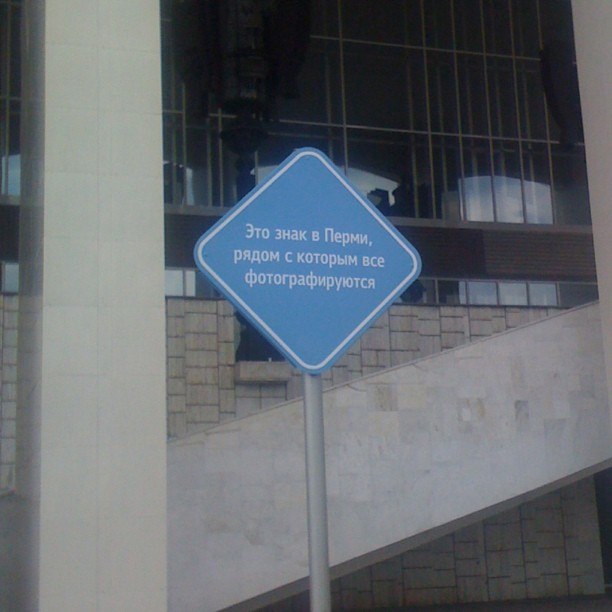 Это знак в Перми,
рядом с которым все
фотографируются